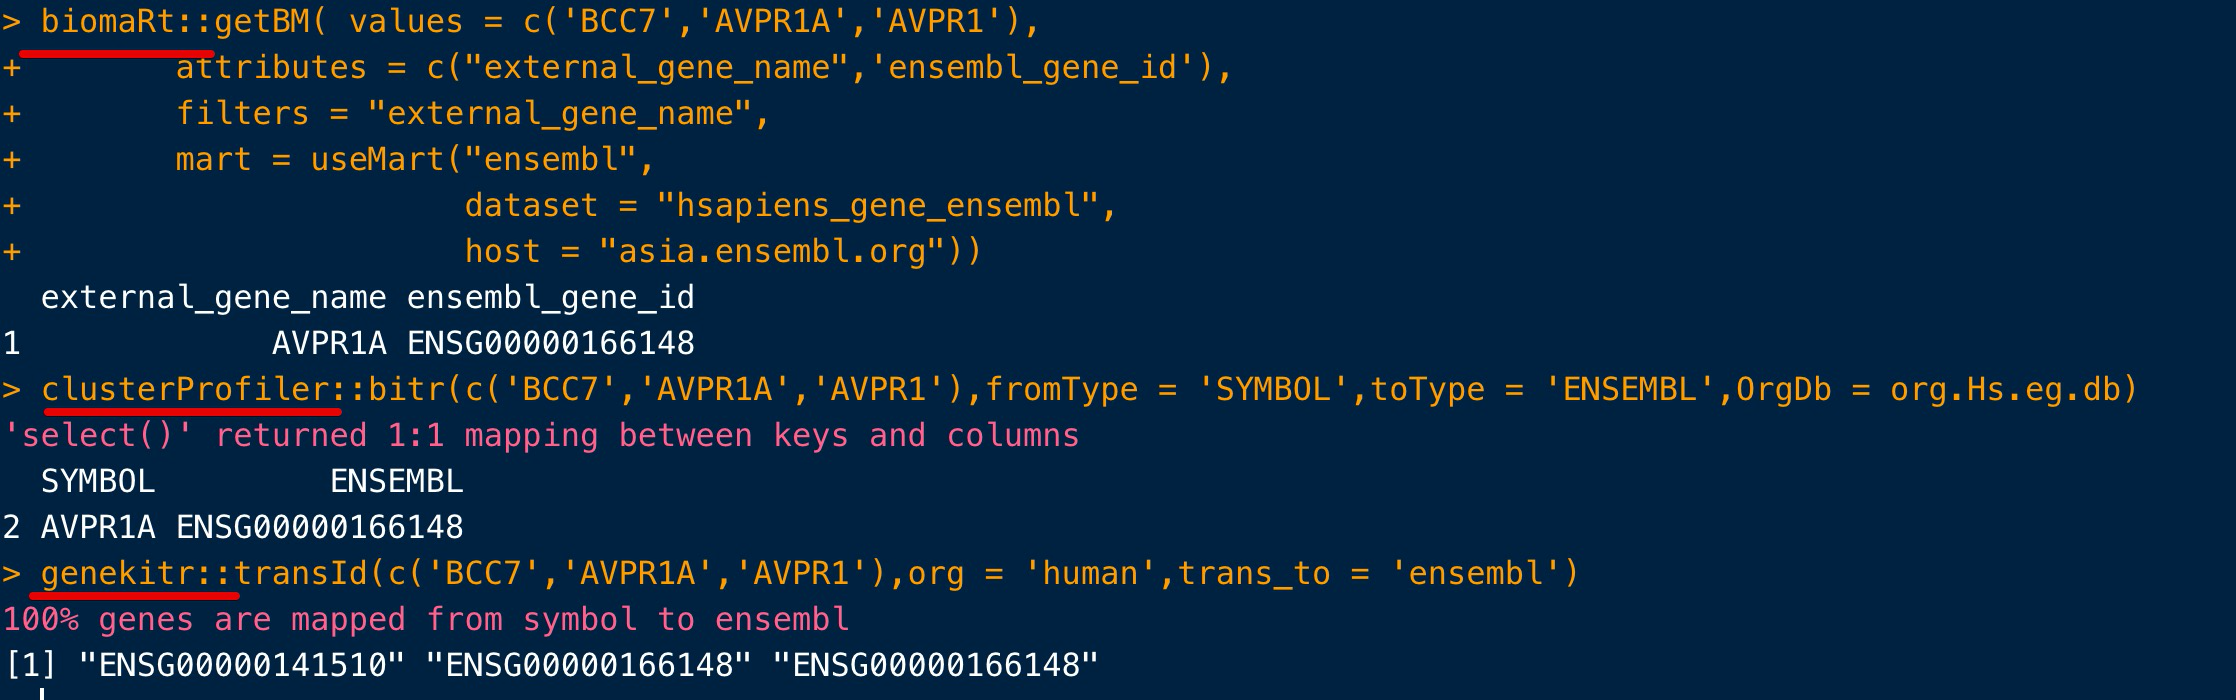 > biomaRt::getBM( values = c('BCC7','AVPR1A','AVPR1'),
+        attributes = c("external_gene_name",'ensembl_gene_id'),
+        filters = "external_gene_name",
+        mart = useMart("ensembl",
+                       dataset = "hsapiens_gene_ensembl",
+                       host = "asia.ensembl.org"))
  external_gene_name ensembl_gene_id
1             AVPR1A ENSG00000166148
> clusterProfiler::bitr(c('BCC7','AVPR1A','AVPR1'),fromType = 'SYMBOL',toType = 'ENSEMBL',OrgDb = org.Hs.eg.db)
'select()' returned 1:1 mapping between keys and columns
  SYMBOL         ENSEMBL
2 AVPR1A ENSG00000166148
> genekitr::transId(c('BCC7','AVPR1A','AVPR1'),org = 'human',trans_to = 'ensembl')
100% genes are mapped from symbol to ensembl
[1] "ENSG00000141510" "ENSG00000166148" "ENSG00000166148"